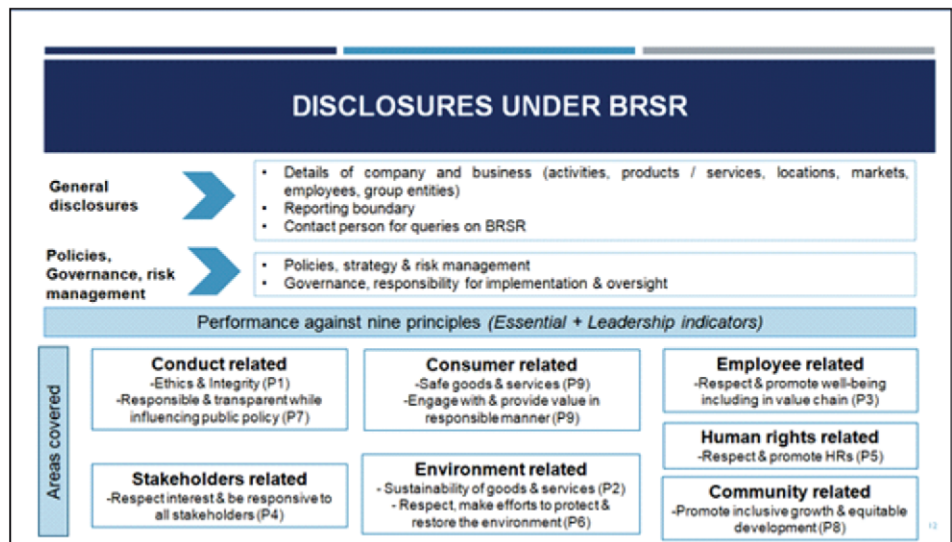 DISCLOSURES UNDER BRSR
General
disclosures
• Details of company and business (activities, products / services, locations, markets,
employees, group entities)
• Reporting boundary
• Contact person for queries on BRSR
Policies,
Governance, risk
management
• Policies, strategy & risk management
• Governance, responsibility for implementation & oversight
Performance against nine principles (Essential + Leadership indicators)
Areas covered
Conduct related
-Ethics & Integrity (P1)
-Responsible & transparent while
influencing public policy (P7)
Consumer related
-Safe goods & services (P9)
-Engage with & provide value in
responsible manner (P9)
Employee related
-Respect & promote well-being
including in value chain (P3)
Human rights related
-Respect & promote HRs (P5)
Stakeholders related
-Respect interest & be responsive to
all stakeholders (P4)
Environment related
- Sustainability of goods & services (P2)
- Respect, make efforts to protect &
restore the environment (P6)
Community related
-Promote inclusive growth & equitable
development (P8)
12